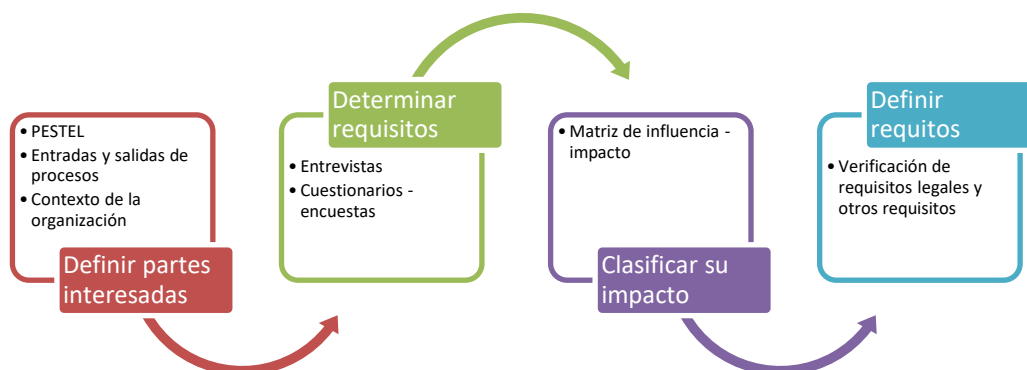 • PESTEL
• Entradas y salidas de
procesos
• Contexto de la
organización
Definir partes
interesadas
Determinar
requisitos
• Entrevistas
• Cuestionarios -
encuestas
• Matriz de influencia -
impacto
Clasificar su
impacto
Definir
requitos
• Verificación de
requisitos legales y
otros requisitos